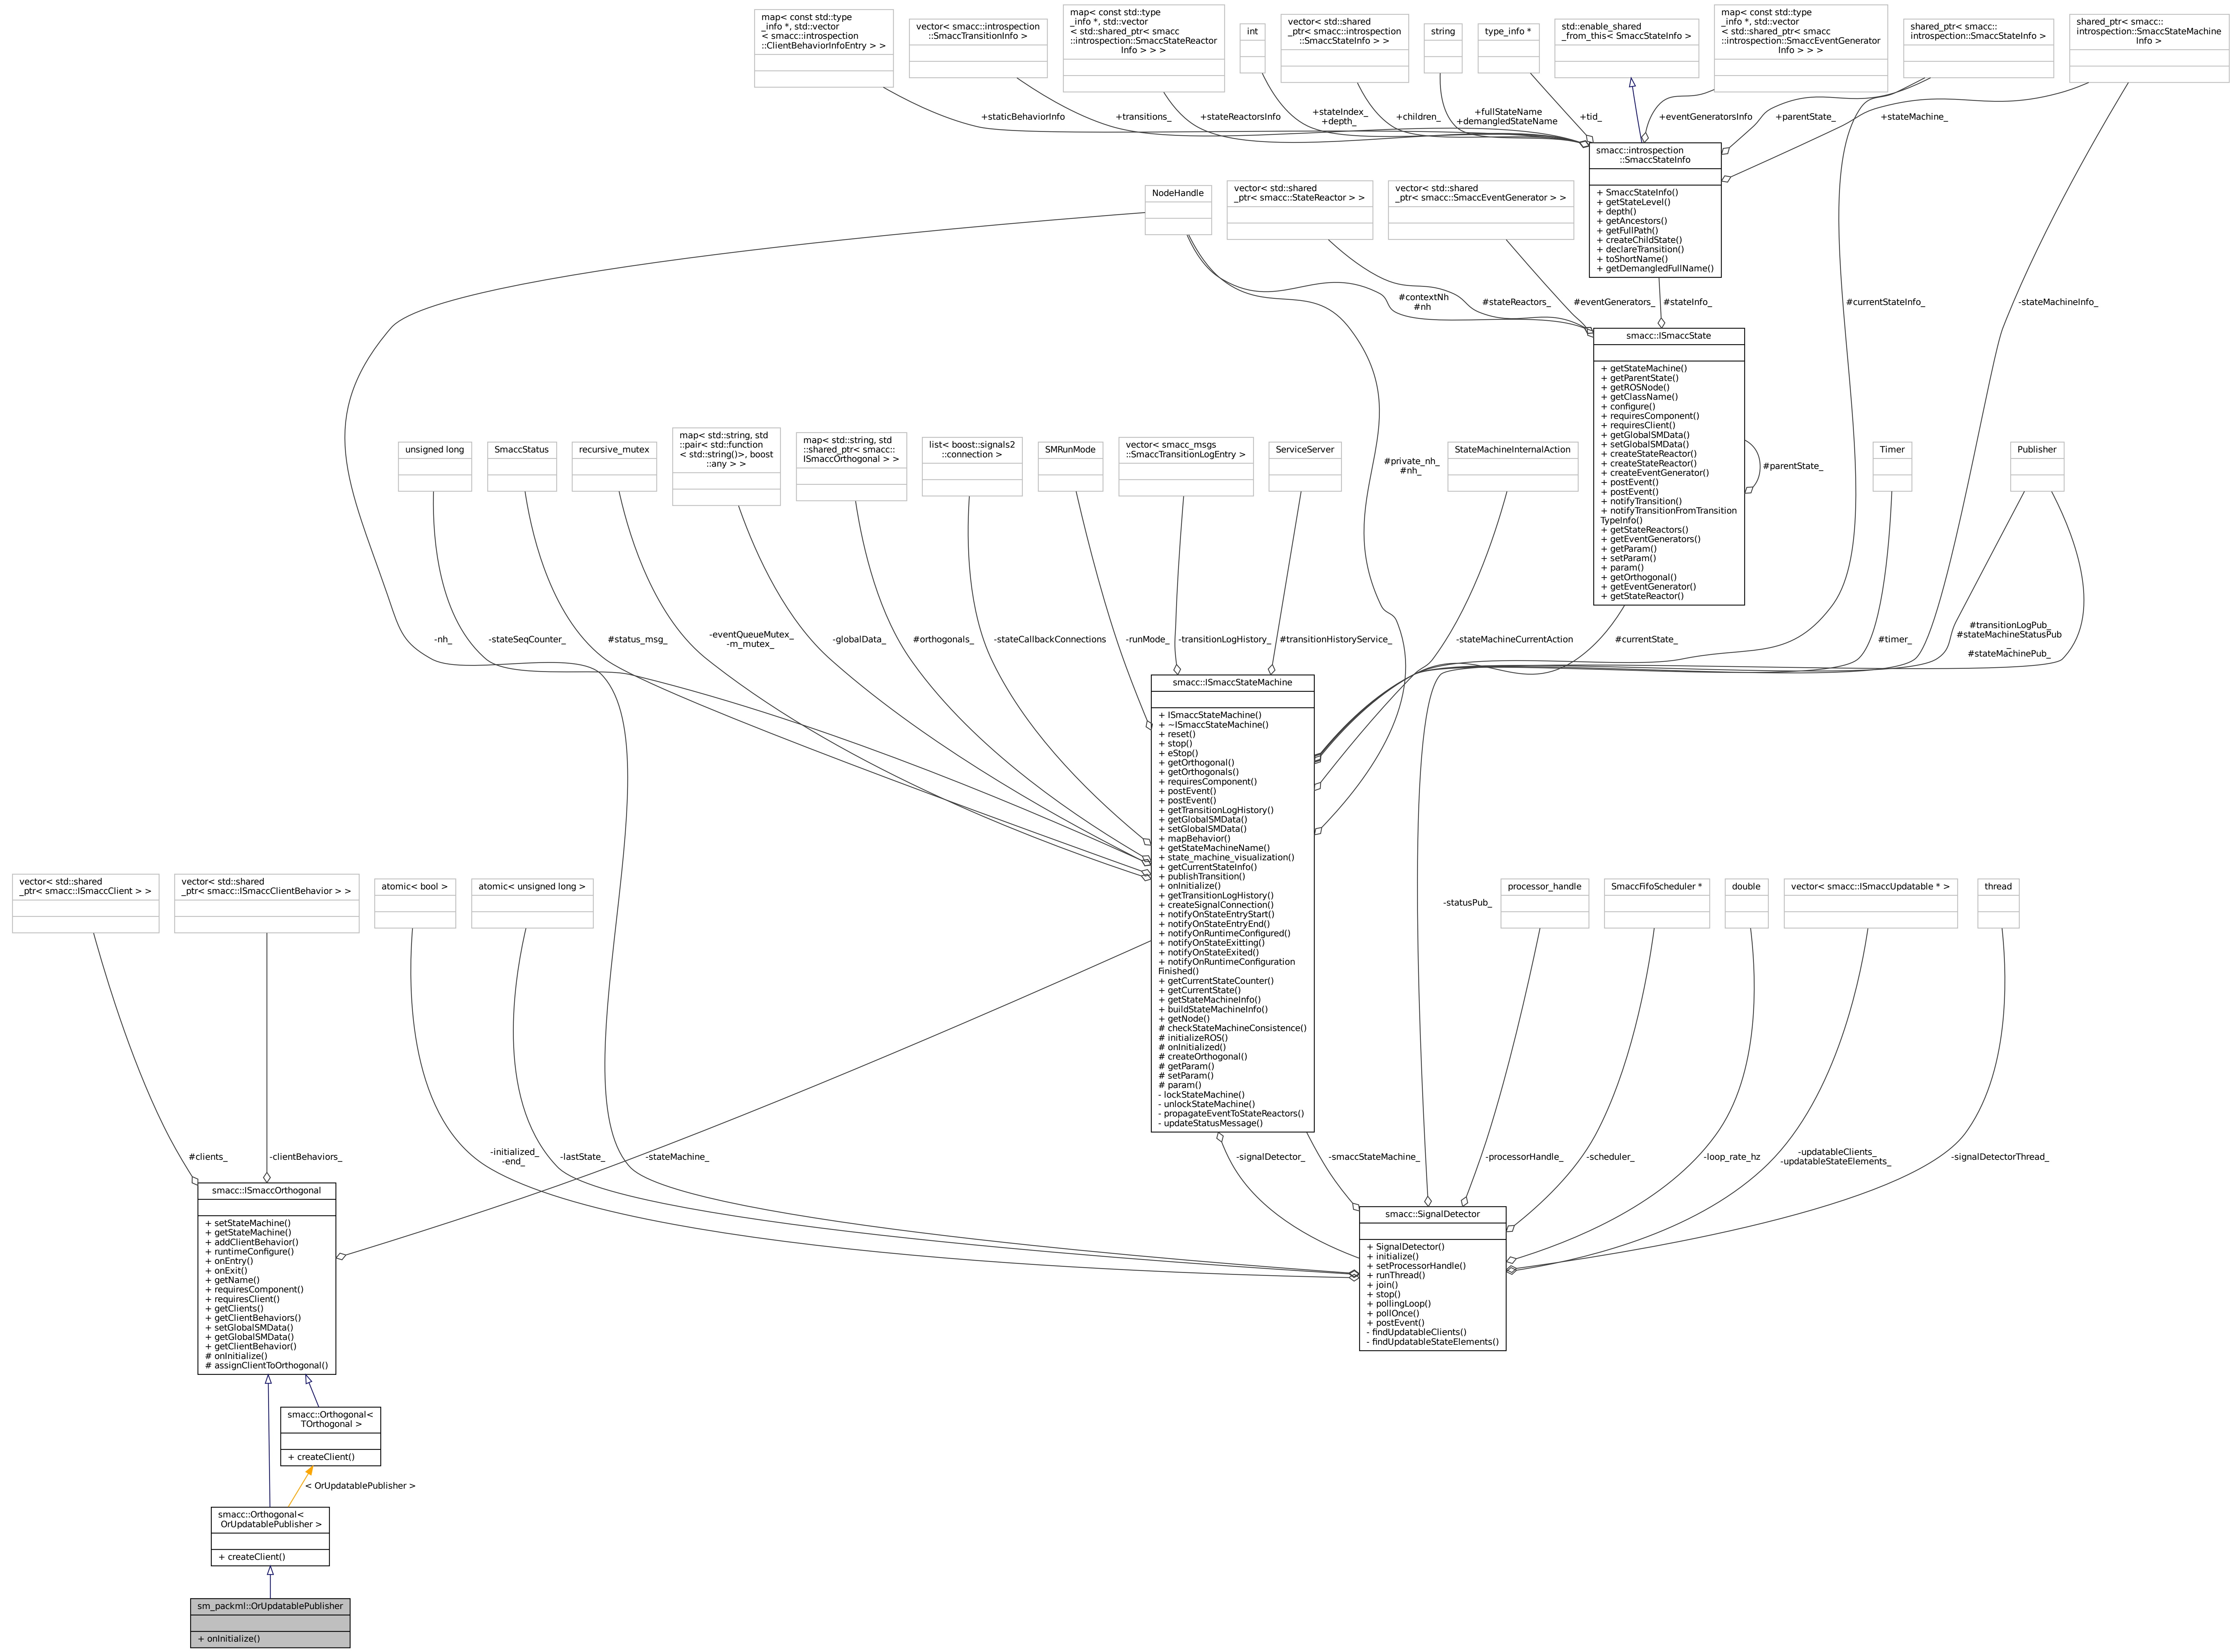 map< const std::type
_info *, std::vector
< smacc::introspection
::ClientBehaviorInfoEntry > >
vector< smacc::introspection
::SmaccTransitionInfo >
map< const std::type
_info *, std::vector
< std::shared_ptr< smacc
::introspection::SmaccStateReactor
Info > > >
int
vector< std::shared
_ptr< smacc::introspection
::SmaccStateInfo > >
string
type_info *
std::enable_shared
_from_this< SmaccStateInfo >
map< const std::type
_info *, std::vector
< std::shared_ptr< smacc
::introspection::SmaccEventGenerator
Info > > >
shared_ptr< smacc::
introspection::SmaccStateInfo >
shared_ptr< smacc::
introspection::SmaccStateMachine
Info >
+staticBehaviorInfo
+transitions_
+stateReactorsInfo
+stateIndex_
+depth_
+children_
+fullStateName
+demangledStateName
+tid_
+eventGeneratorsInfo
+parentState_
+stateMachine_
smacc::introspection
::SmaccStateInfo
+ SmaccStateInfo()
+ getStateLevel()
+ depth()
+ getAncestors()
+ getFullPath()
+ createChildState()
+ declareTransition()
+ toShortName()
+ getDemangledFullName()
NodeHandle
vector< std::shared
_ptr< smacc::StateReactor > >
vector< std::shared
_ptr< smacc::SmaccEventGenerator > >
#contextNh
#nh
#stateReactors_
#eventGenerators_
#stateInfo_
#currentStateInfo_
-stateMachineInfo_
smacc::ISmaccState
+ getStateMachine()
+ getParentState()
+ getROSNode()
+ getClassName()
+ configure()
+ requiresComponent()
+ requiresClient()
+ getGlobalSMData()
+ setGlobalSMData()
+ createStateReactor()
+ createStateReactor()
+ createEventGenerator()
+ postEvent()
+ postEvent()
+ notifyTransition()
+ notifyTransitionFromTransition
TypeInfo()
+ getStateReactors()
+ getEventGenerators()
+ getParam()
+ setParam()
+ param()
+ getOrthogonal()
+ getEventGenerator()
+ getStateReactor()
#parentState_
unsigned long
SmaccStatus
recursive_mutex
map< std::string, std
::pair< std::function
< std::string()>, boost
::any > >
map< std::string, std
::shared_ptr< smacc::
ISmaccOrthogonal > >
list< boost::signals2
::connection >
SMRunMode
vector< smacc_msgs
::SmaccTransitionLogEntry >
ServiceServer
#private_nh_
#nh_
StateMachineInternalAction
Timer
Publisher
-nh_
-stateSeqCounter_
#status_msg_
-eventQueueMutex_
-m_mutex_
-globalData_
#orthogonals_
-stateCallbackConnections
-runMode_
-transitionLogHistory_
#transitionHistoryService_
-stateMachineCurrentAction
#currentState_
#timer_
#transitionLogPub_
#stateMachineStatusPub
_
#stateMachinePub_
smacc::ISmaccStateMachine
+ ISmaccStateMachine()
+ ~ISmaccStateMachine()
+ reset()
+ stop()
+ eStop()
+ getOrthogonal()
+ getOrthogonals()
+ requiresComponent()
+ postEvent()
+ postEvent()
+ getTransitionLogHistory()
+ getGlobalSMData()
+ setGlobalSMData()
+ mapBehavior()
+ getStateMachineName()
+ state_machine_visualization()
+ getCurrentStateInfo()
+ publishTransition()
+ onInitialize()
+ getTransitionLogHistory()
+ createSignalConnection()
+ notifyOnStateEntryStart()
+ notifyOnStateEntryEnd()
+ notifyOnRuntimeConfigured()
+ notifyOnStateExitting()
+ notifyOnStateExited()
+ notifyOnRuntimeConfiguration
Finished()
+ getCurrentStateCounter()
+ getCurrentState()
+ getStateMachineInfo()
+ buildStateMachineInfo()
+ getNode()
# checkStateMachineConsistence()
# initializeROS()
# onInitialized()
# createOrthogonal()
# getParam()
# setParam()
# param()
- lockStateMachine()
- unlockStateMachine()
- propagateEventToStateReactors()
- updateStatusMessage()
vector< std::shared
_ptr< smacc::ISmaccClient > >
vector< std::shared
_ptr< smacc::ISmaccClientBehavior > >
atomic< bool >
atomic< unsigned long >
-statusPub_
processor_handle
SmaccFifoScheduler *
double
vector< smacc::ISmaccUpdatable * >
thread
#clients_
-clientBehaviors_
-initialized_
-end_
-lastState_
-stateMachine_
-signalDetector_
-smaccStateMachine_
-processorHandle_
-scheduler_
-loop_rate_hz
-updatableClients_
-updatableStateElements_
-signalDetectorThread_
smacc::ISmaccOrthogonal
+ setStateMachine()
+ getStateMachine()
+ addClientBehavior()
+ runtimeConfigure()
+ onEntry()
+ onExit()
+ getName()
+ requiresComponent()
+ requiresClient()
+ getClients()
+ getClientBehaviors()
+ setGlobalSMData()
+ getGlobalSMData()
+ getClientBehavior()
# onInitialize()
# assignClientToOrthogonal()
smacc::SignalDetector
+ SignalDetector()
+ initialize()
+ setProcessorHandle()
+ runThread()
+ join()
+ stop()
+ pollingLoop()
+ pollOnce()
+ postEvent()
- findUpdatableClients()
- findUpdatableStateElements()
smacc::Orthogonal<
TOrthogonal >
+ createClient()
< OrUpdatablePublisher >
smacc::Orthogonal<
OrUpdatablePublisher >
+ createClient()
sm_packml::OrUpdatablePublisher
+ onInitialize()